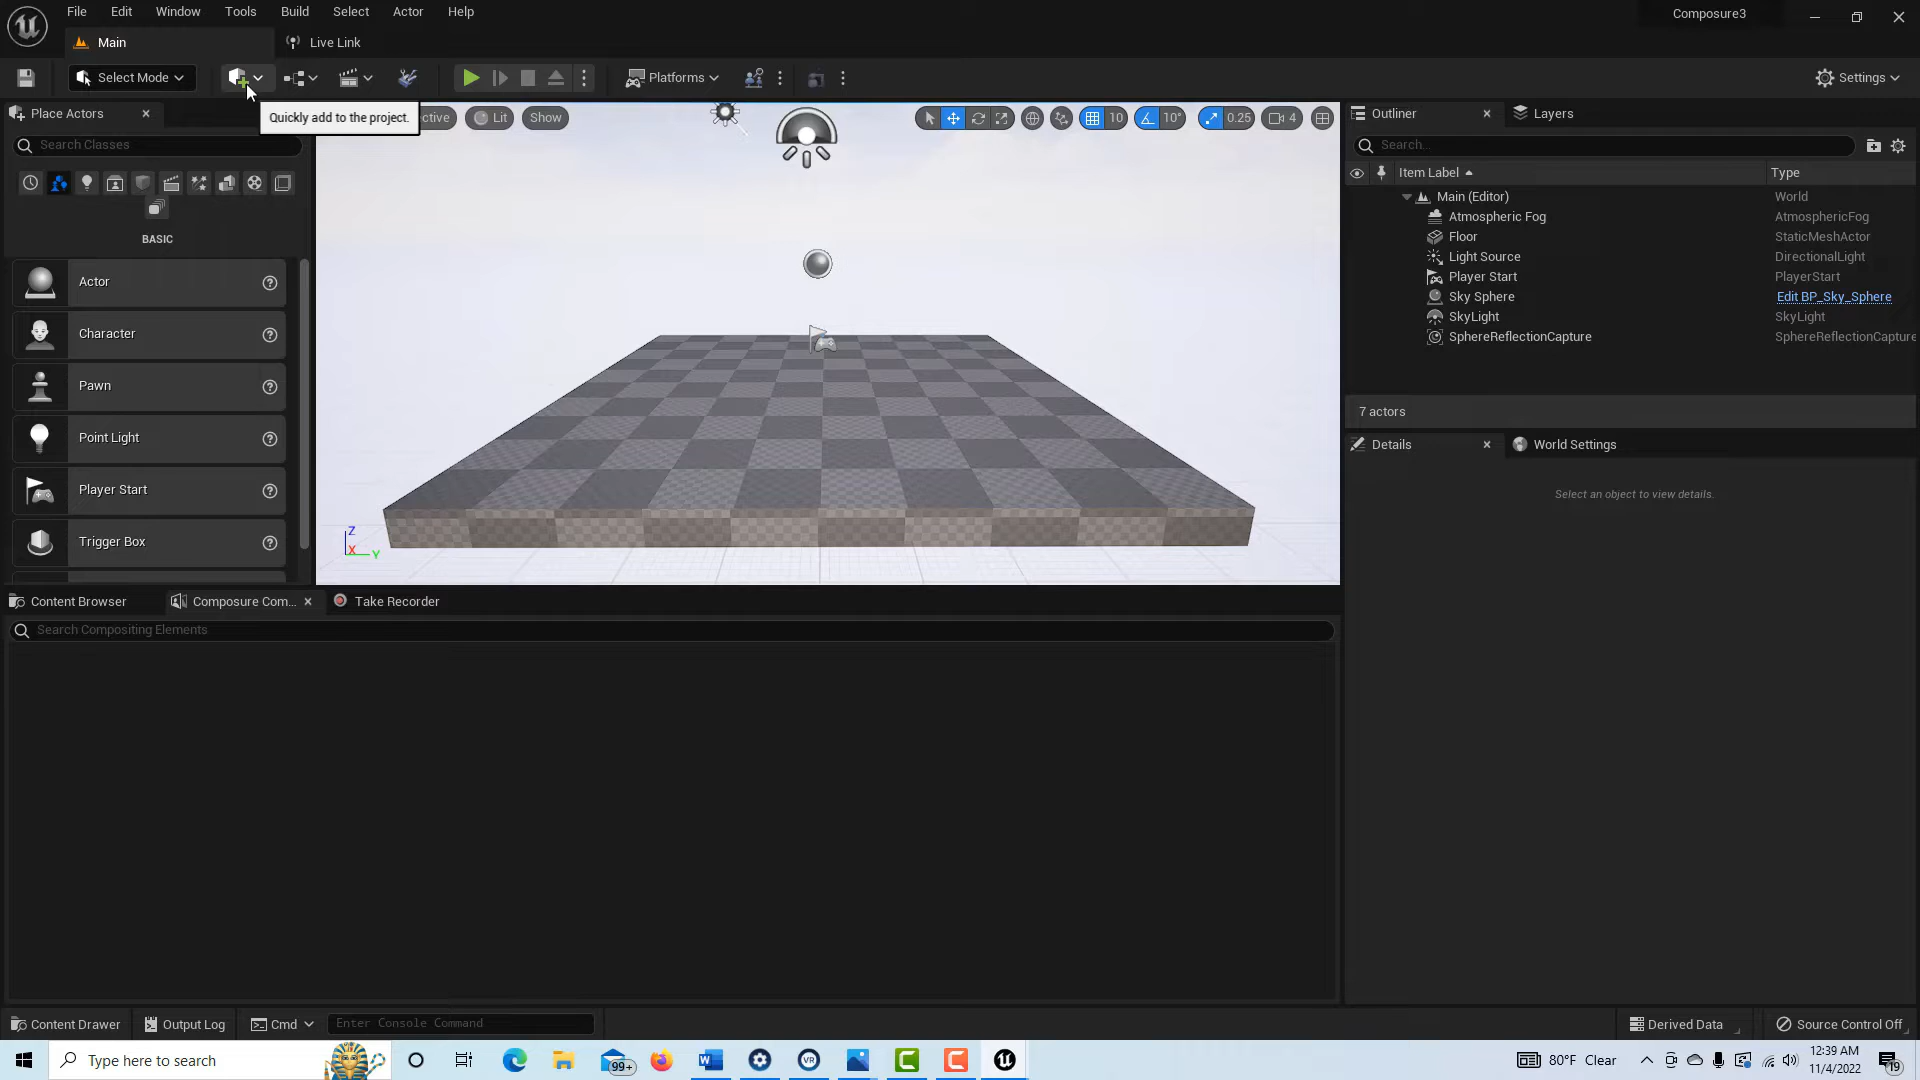 File Edit Window Tools Build Select Actor Help
Composure3
Main Live Link
Select Mode Platforms Settings
Quickly add to the project.
Place Actors
Search Classes
BASIC
Actor
Character
Pawn
Point Light
Player Start
Trigger Box
ctive Lit Show 10 10° 0.25 4
Z
X Y
Outliner Layers
Search...
Item Label Type
Main (Editor) World
Atmospheric Fog AtmosphericFog
Floor StaticMeshActor
Light Source DirectionalLight
Player Start PlayerStart
Sky Sphere Edit BP_Sky_Sphere
SkyLight SkyLight
SphereReflectionCapture SphereReflectionCapture
7 actors
Details World Settings
Select an object to view details.
Content Browser Composure Com... Take Recorder
Search Compositing Elements
Content Drawer Output Log Cmd Enter Console Command Derived Data Source Control Off
Type here to search 99+ 80°F Clear 12:39 AM
11/4/2022 19